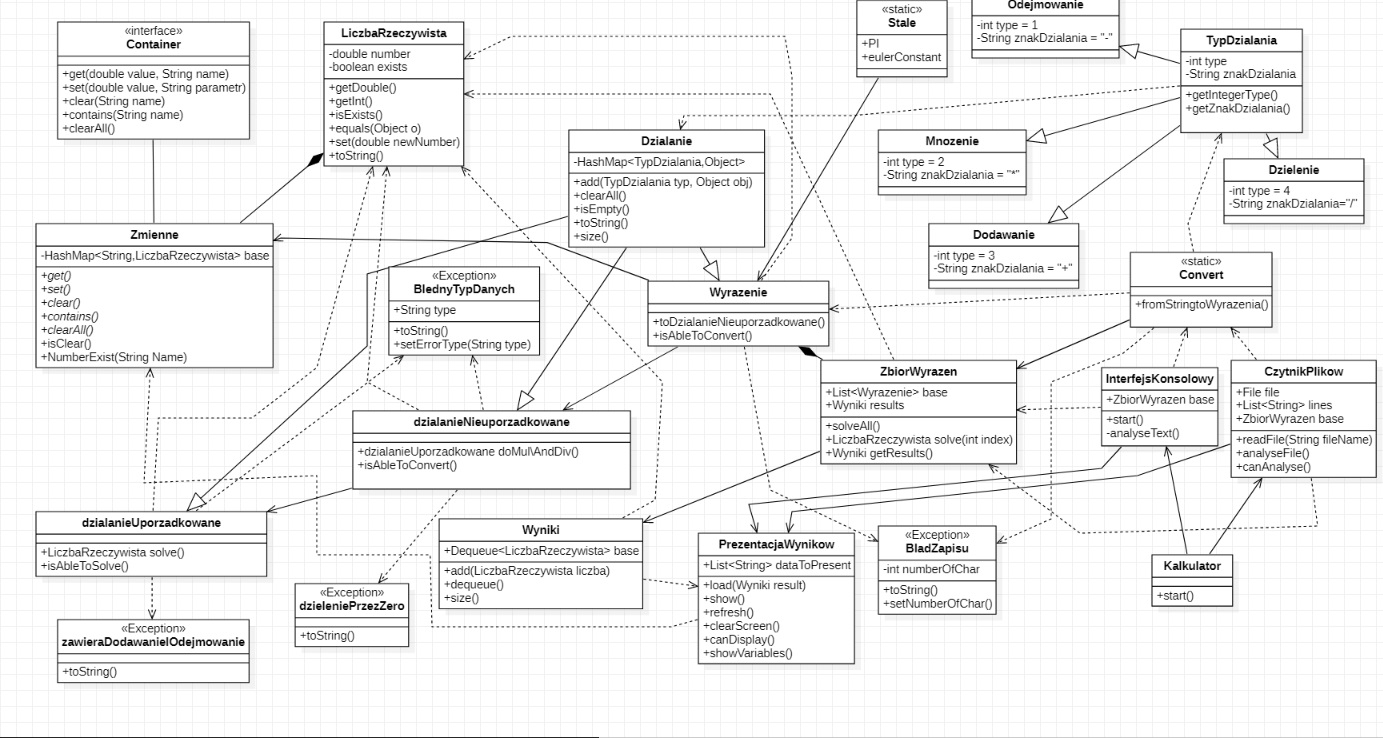 «interface»
Container
+get(double value, String name)
+set(double value, String parametr)
+clear(String name)
+contains(String name)
+clearAll()
LiczbaRzeczywista
-double number
-boolean exists
+getDouble()
+getInt()
+isExists()
+equals(Object o)
+set(double newNumber)
+toString()
«static»
Stale
+PI
+eulerConstant
Odejmowanie
-int type = 1
-String znakDzialania = "-"
TypDzialania
-int type
-String znakDzialania
+getIntegerType()
+getZnakDzialania()
Dzialanie
-HashMap<TypDzialania,Object>
+add(TypDzialania typ, Object obj)
+clearAll()
+isEmpty()
+toString()
+size()
Mnozenie
-int type = 2
-String znakDzialania = "*"
Dzielenie
-int type = 4
-String znakDzialania="/"
Zmienne
-HashMap<String,LiczbaRzeczywista> base
+get()
+set()
+clear()
+contains()
+clearAll()
+isClear()
+NumberExist(String Name)
Dodawanie
-int type = 3
-String znakDzialania = "+"
«Exception»
BlednyTypDanych
+String type
+toString()
+setErrorType(String type)
Wyrazenie
+toDzialanieNieuporzadkowane()
+isAbleToConvert()
«static»
Convert
+fromStringtoWyrazenia()
ZbiorWyrazen
+List<Wyrazenie> base
+Wyniki results
+solveAll()
+LiczbaRzeczywista solve(int index)
+Wyniki getResults()
InterfejsKonsolowy
+ZbiorWyrazen base
+start()
-analyseText()
CzytnikPlikow
+File file
+List<String> lines
+ZbiorWyrazen base
+readFile(String fileName)
+analyseFile()
+canAnalyse()
dzialanieNieuporzadkowane
+dzialanieUporzadkowane doMulAndDiv()
+isAbleToConvert()
dzialanieUporzadkowane
+LiczbaRzeczywista solve()
+isAbleToSolve()
Wyniki
+Dequeue<LiczbaRzeczywista> base
+add(LiczbaRzeczywista liczba)
+dequeue()
+size()
PrezentacjaWynikow
+List<String> dataToPresent
+load(Wyniki result)
+show()
+refresh()
+clearScreen()
+canDisplay()
+showVariables()
«Exception»
BladZapisu
-int numberOfChar
+toString()
+setNumberOfChar()
Kalkulator
+start()
«Exception»
dzieleniePrzezZero
+toString()
«Exception»
zawieraDodawanieIOdejmowanie
+toString()